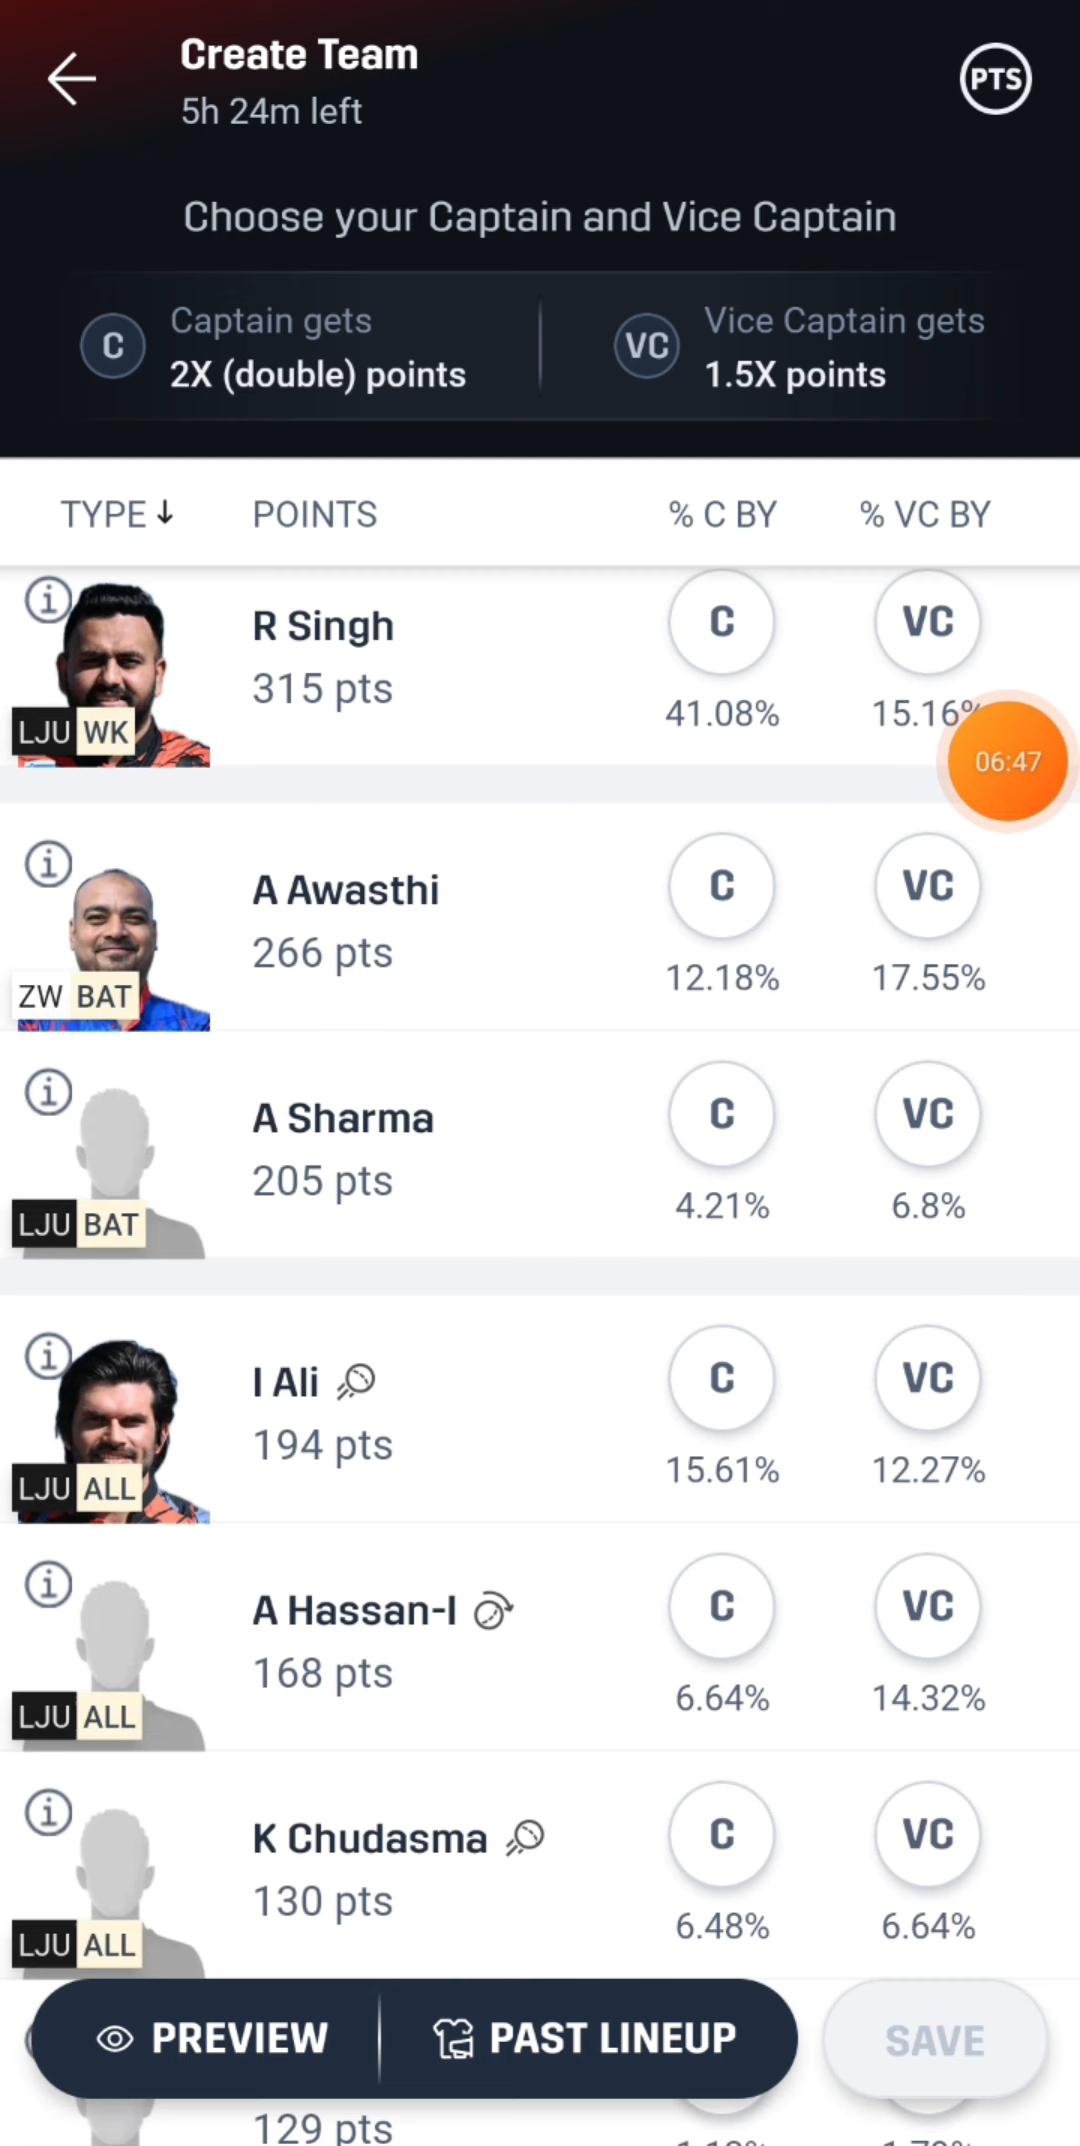 Create Team
5h 24m left
PTS
Choose your Captain and Vice Captain
C
Captain gets
2X (double) points
VC
Vice Captain gets
1.5X points
TYPE↓ POINTS % C BY % VC BY
R Singh C VC
315 pts 41.08% 15.16%
LJU WK
06:47
A Awasthi C VC
266 pts 12.18% 17.55%
ZW BAT
A Sharma C VC
205 pts 4.21% 6.8%
LJU BAT
I Ali C VC
194 pts 15.61% 12.27%
LJU ALL
A Hassan-I C VC
168 pts 6.64% 14.32%
LJU ALL
K Chudasma C VC
130 pts 6.48% 6.64%
LJU ALL
PREVIEW PAST LINEUP SAVE
129 pts